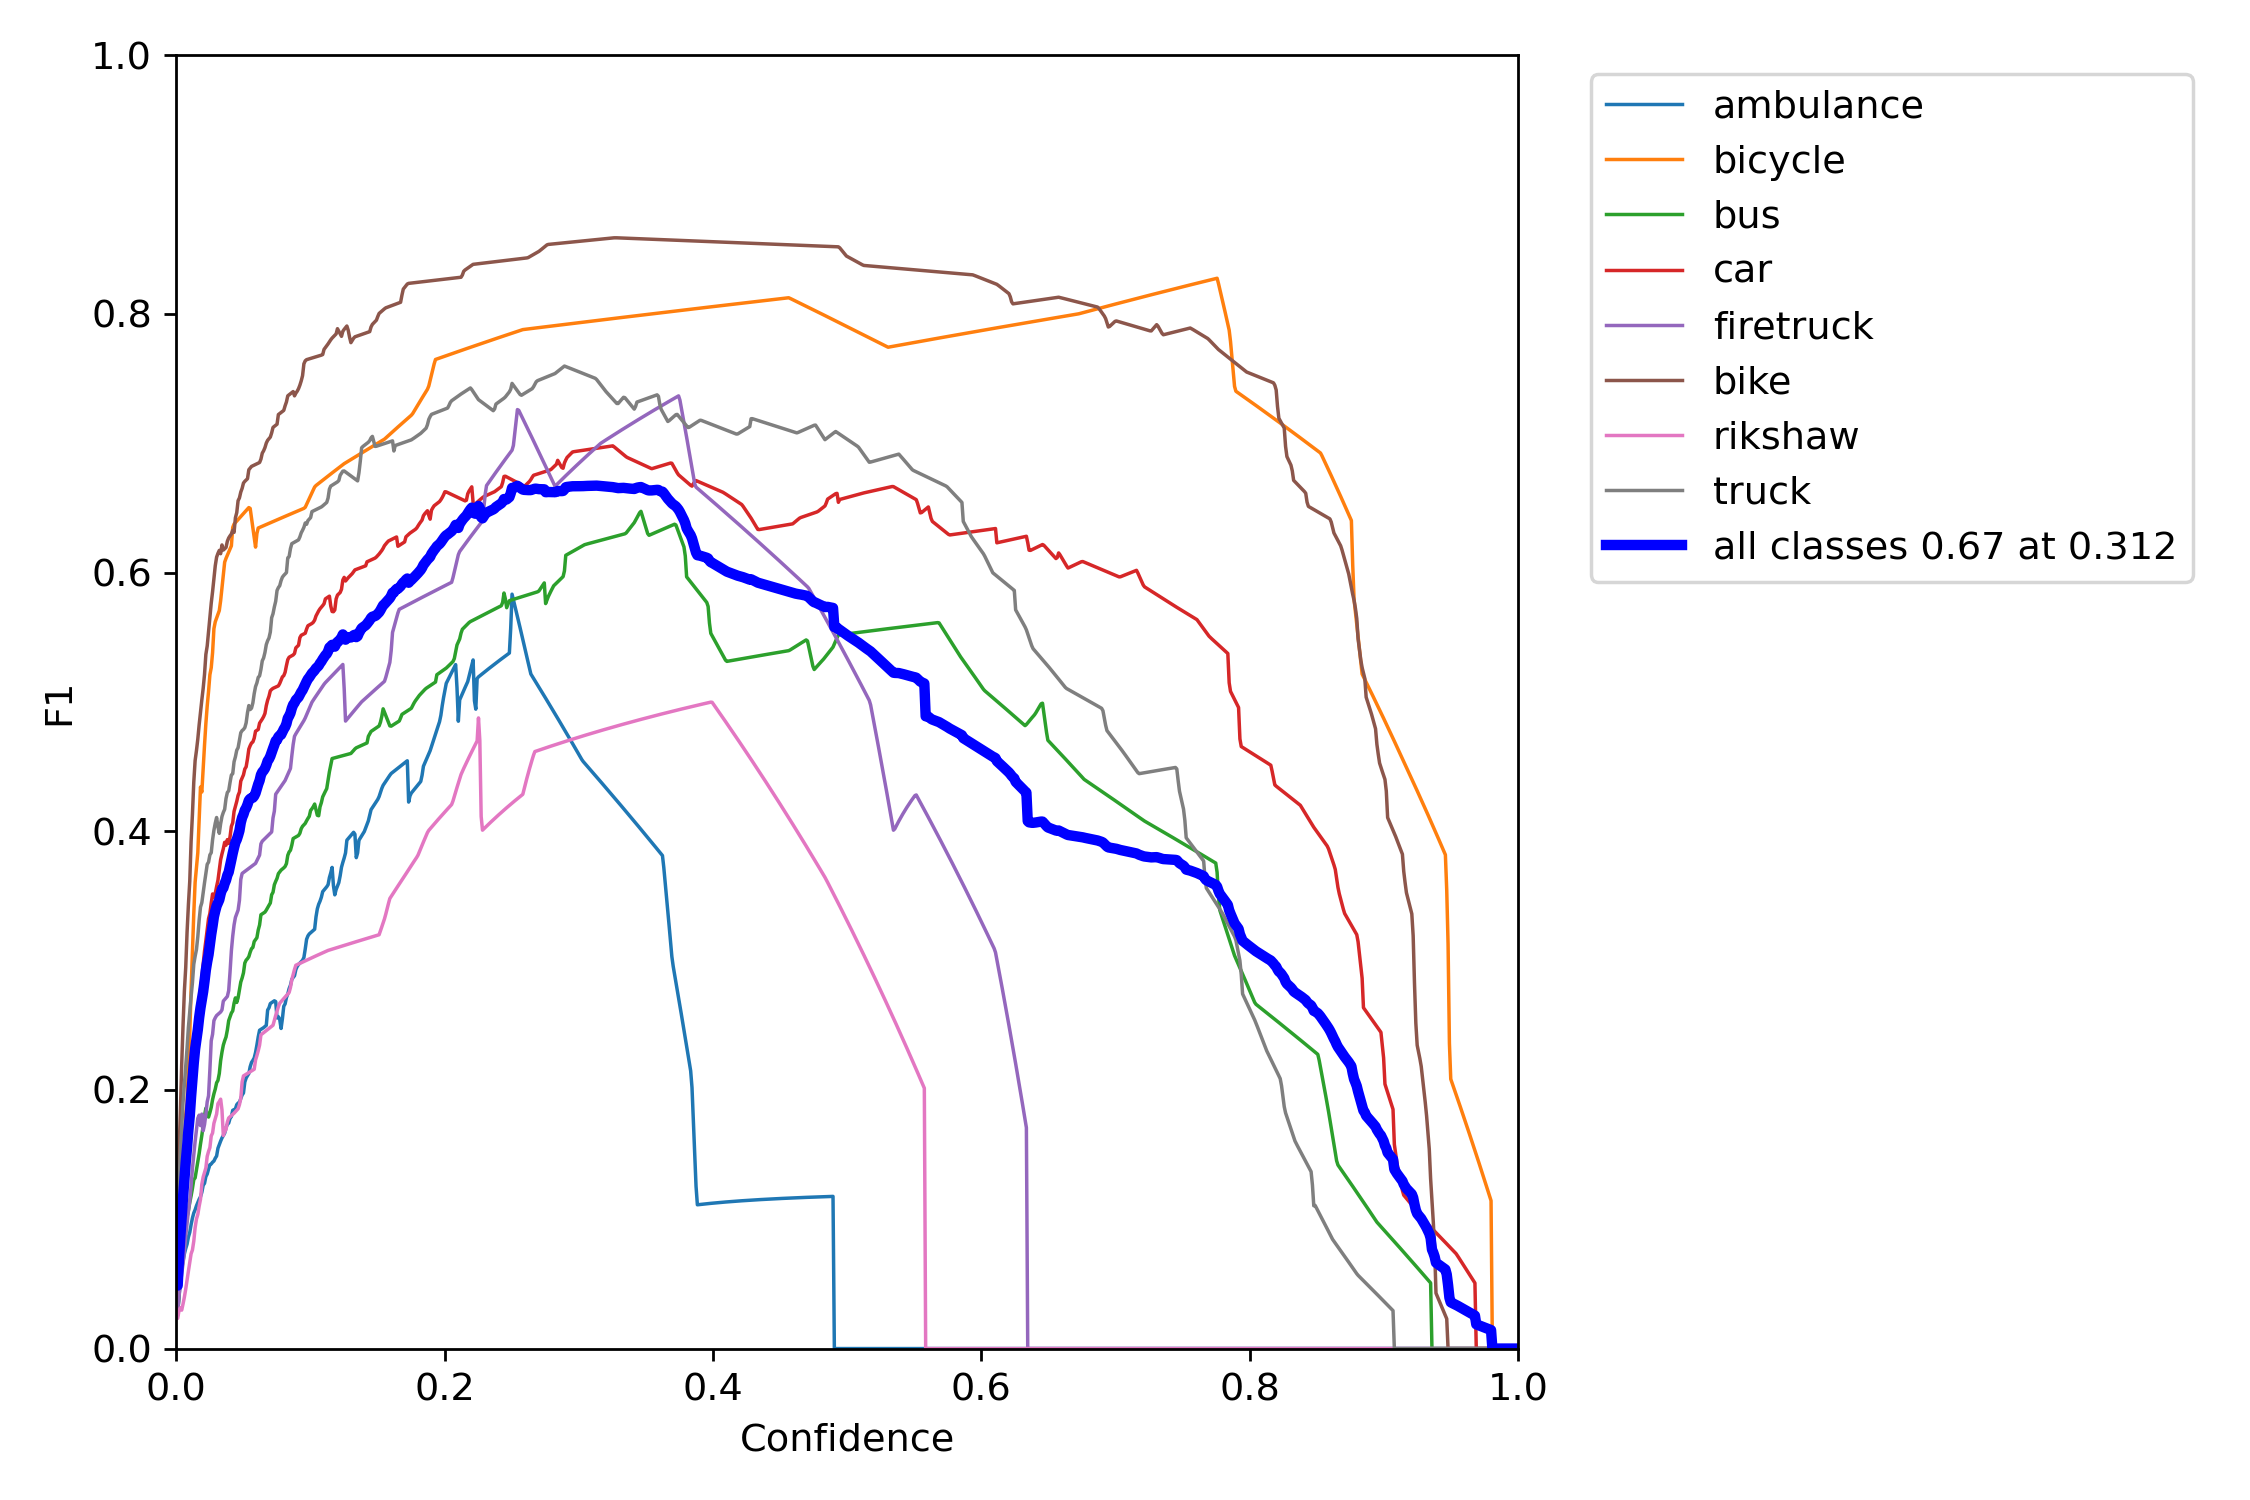 1.0
0.8
0.6
0.4
0.2
0.0
F1
0.0 0.2 0.4 0.6 0.8 1.0
Confidence
ambulance
bicycle
bus
car
firetruck
bike
rikshaw
truck
all classes 0.67 at 0.312